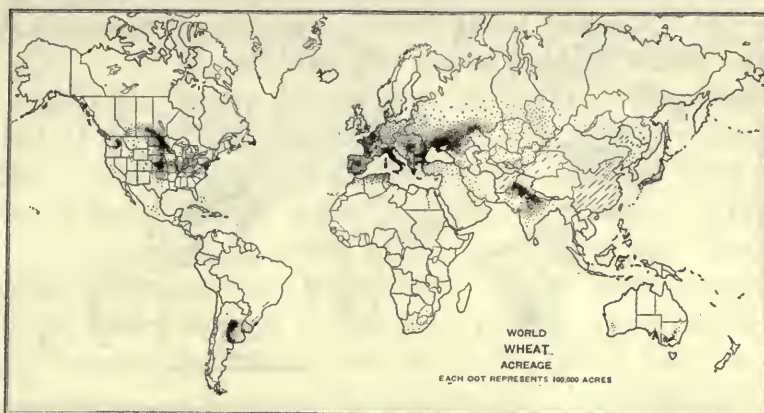 WORLD
WHEAT
ACREAGE
EACH DOT REPRESENTS 100,000 ACRES